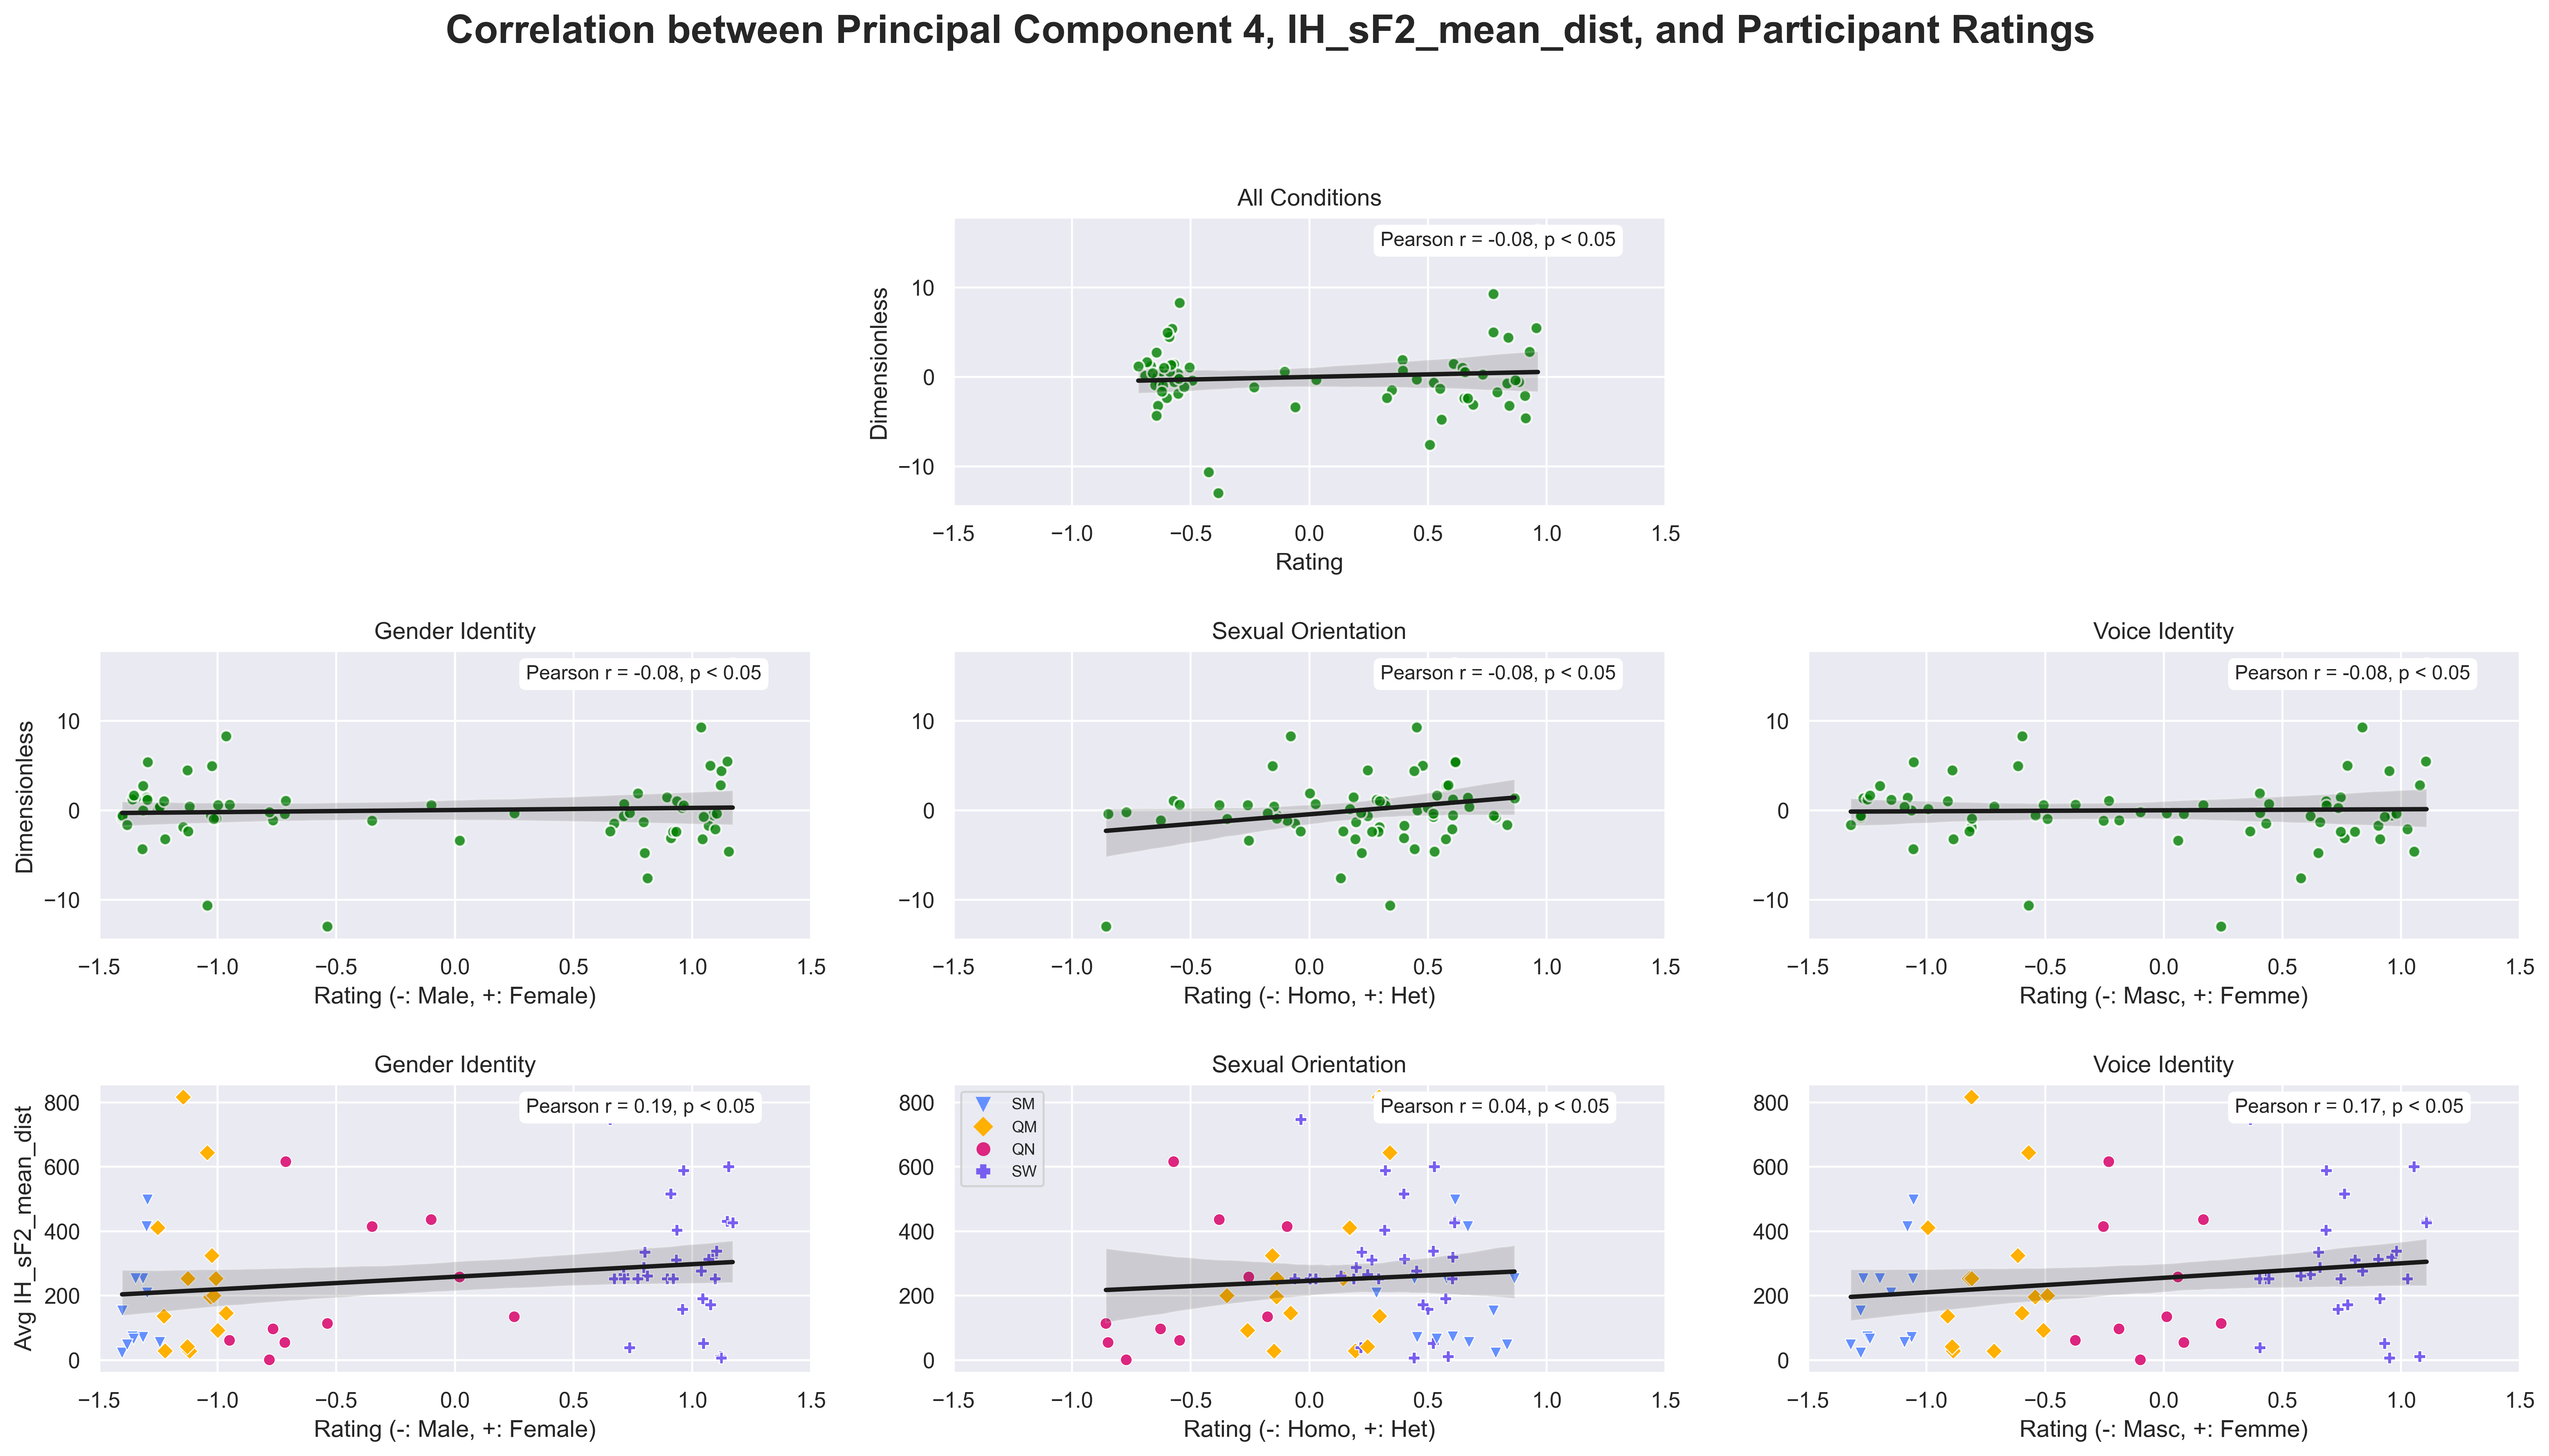 Correlation between Principal Component 4, IH_sF2_mean_dist, and Participant Ratings
All Conditions
Pearson r = -0.08, p < 0.05
Dimensionless
10
0
−10
−1.5 −1.0 −0.5 0.0 0.5 1.0 1.5
Rating
Gender Identity
Pearson r = -0.08, p < 0.05
Dimensionless
10
0
−10
−1.5 −1.0 −0.5 0.0 0.5 1.0 1.5
Rating (-: Male, +: Female)
Sexual Orientation
Pearson r = -0.08, p < 0.05
10
0
−10
−1.5 −1.0 −0.5 0.0 0.5 1.0 1.5
Rating (-: Homo, +: Het)
Voice Identity
Pearson r = -0.08, p < 0.05
10
0
−10
−1.5 −1.0 −0.5 0.0 0.5 1.0 1.5
Rating (-: Masc, +: Femme)
Gender Identity
Pearson r = 0.19, p < 0.05
Avg IH_sF2_mean_dist
800
600
400
200
0
−1.5 −1.0 −0.5 0.0 0.5 1.0 1.5
Rating (-: Male, +: Female)
Sexual Orientation
Pearson r = 0.04, p < 0.05
SM
QM
QN
SW
800
600
400
200
0
−1.5 −1.0 −0.5 0.0 0.5 1.0 1.5
Rating (-: Homo, +: Het)
Voice Identity
Pearson r = 0.17, p < 0.05
800
600
400
200
0
−1.5 −1.0 −0.5 0.0 0.5 1.0 1.5
Rating (-: Masc, +: Femme)